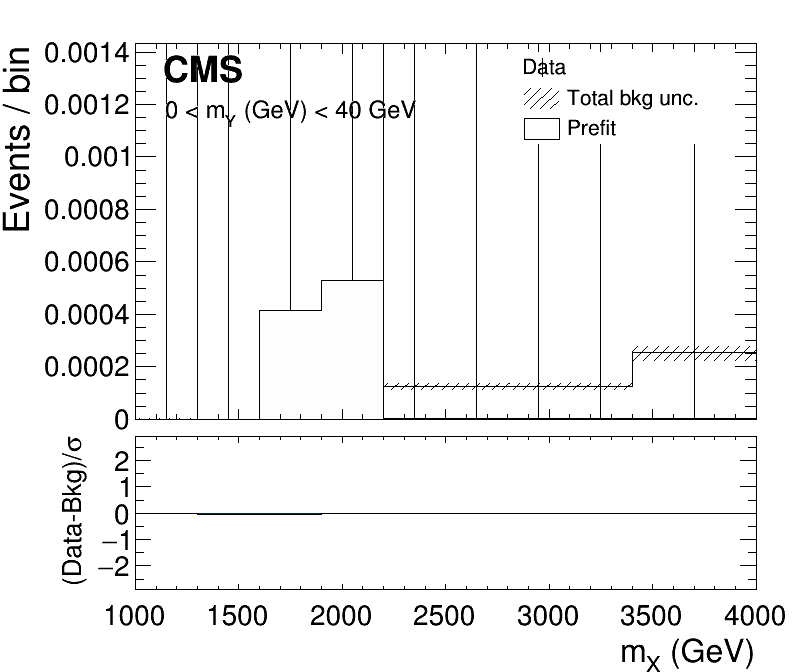 CMS
0 < mY (GeV) < 40 GeV
Data
Total bkg unc.
Prefit
Events / bin
0.0014
0.0012
0.001
0.0008
0.0006
0.0004
0.0002
0
(Data-Bkg)/σ
2
1
0
−1
−2
1000 1500 2000 2500 3000 3500 4000
mX (GeV)